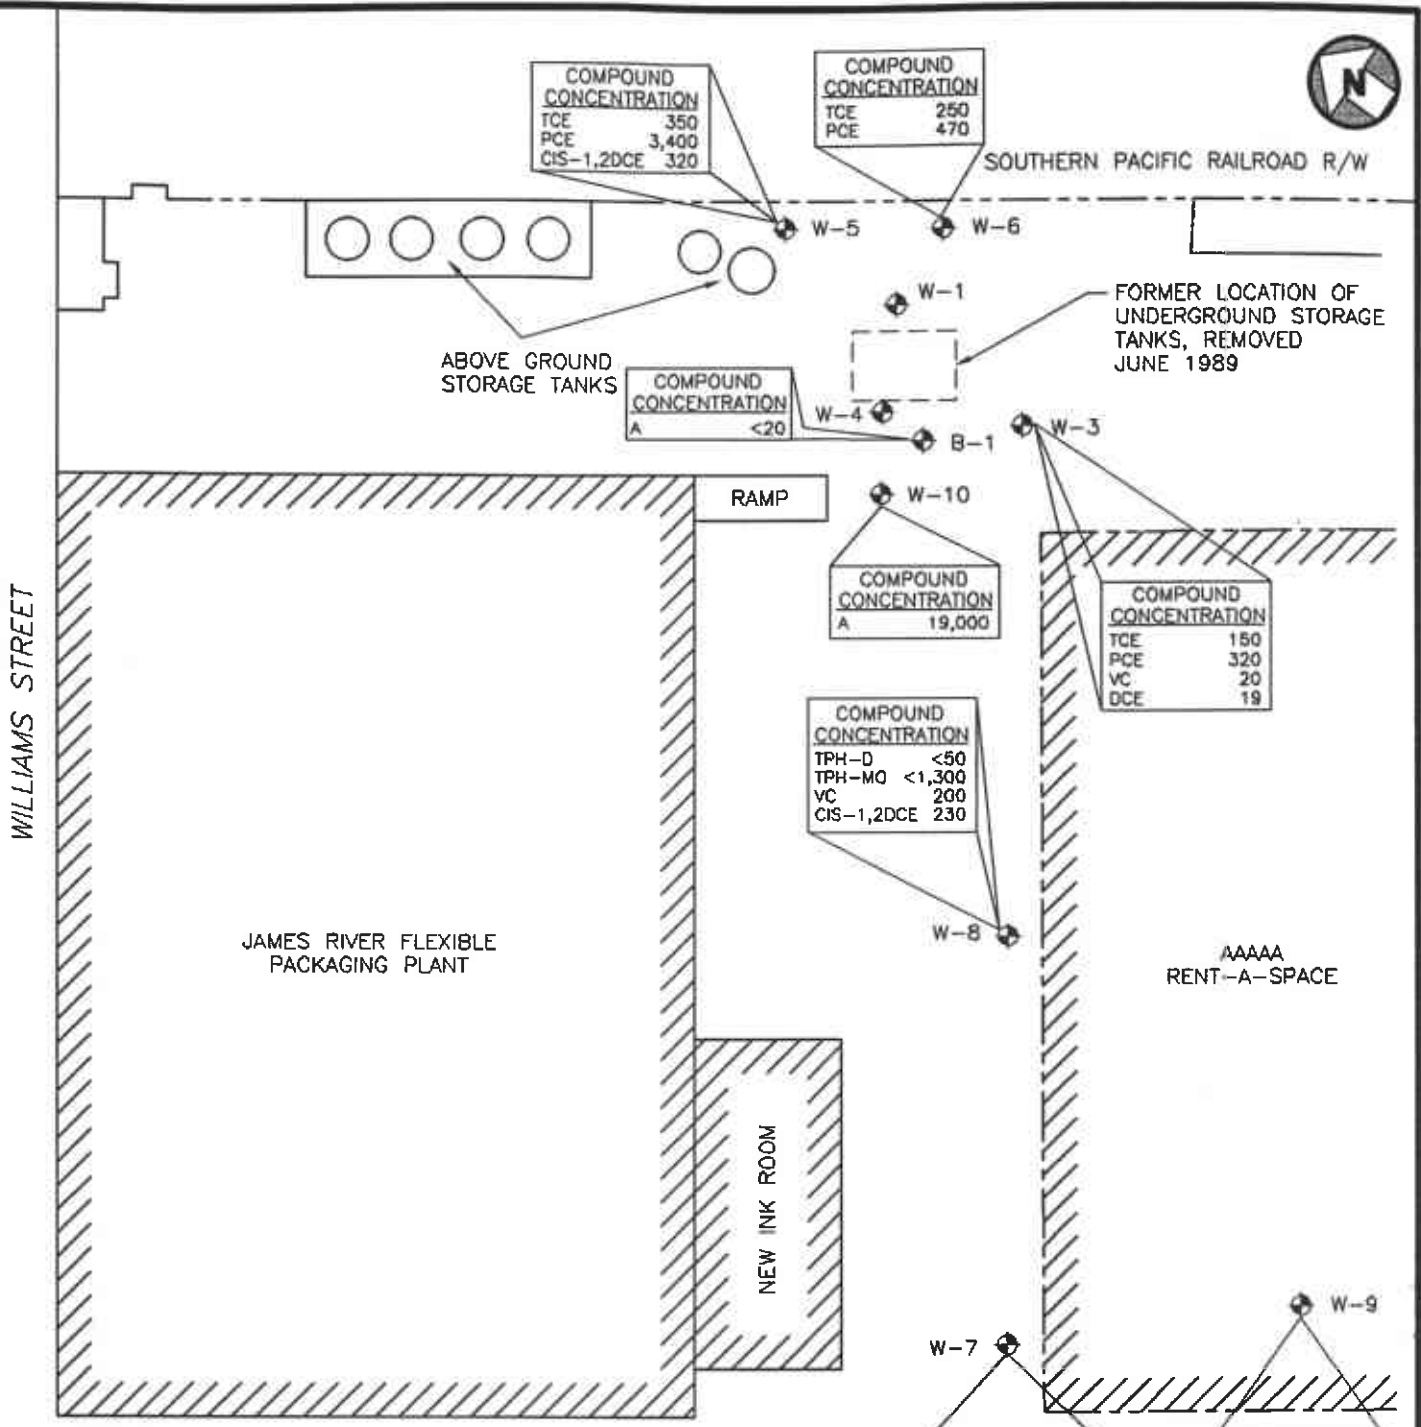 COMPOUND
CONCENTRATION
TCE 350
PCE 3,400
CIS-1,2DCE 320
COMPOUND
CONCENTRATION
TCE 250
PCE 470
N
SOUTHERN PACIFIC RAILROAD R/W
W-5
W-6
W-1
FORMER LOCATION OF
UNDERGROUND STORAGE
TANKS, REMOVED
JUNE 1989
ABOVE GROUND
STORAGE TANKS
COMPOUND
CONCENTRATION
A <20
W-4
B-1
W-3
RAMP
W-10
COMPOUND
CONCENTRATION
A 19,000
COMPOUND
CONCENTRATION
TCE 150
PCE 320
VC 20
DCE 19
WILLIAMS STREET
COMPOUND
CONCENTRATION
TPH-D <50
TPH-MO <1,300
VC 200
CIS-1,2DCE 230
W-8
JAMES RIVER FLEXIBLE
PACKAGING PLANT
AAAAA
RENT-A-SPACE
NEW INK ROOM
W-9
W-7